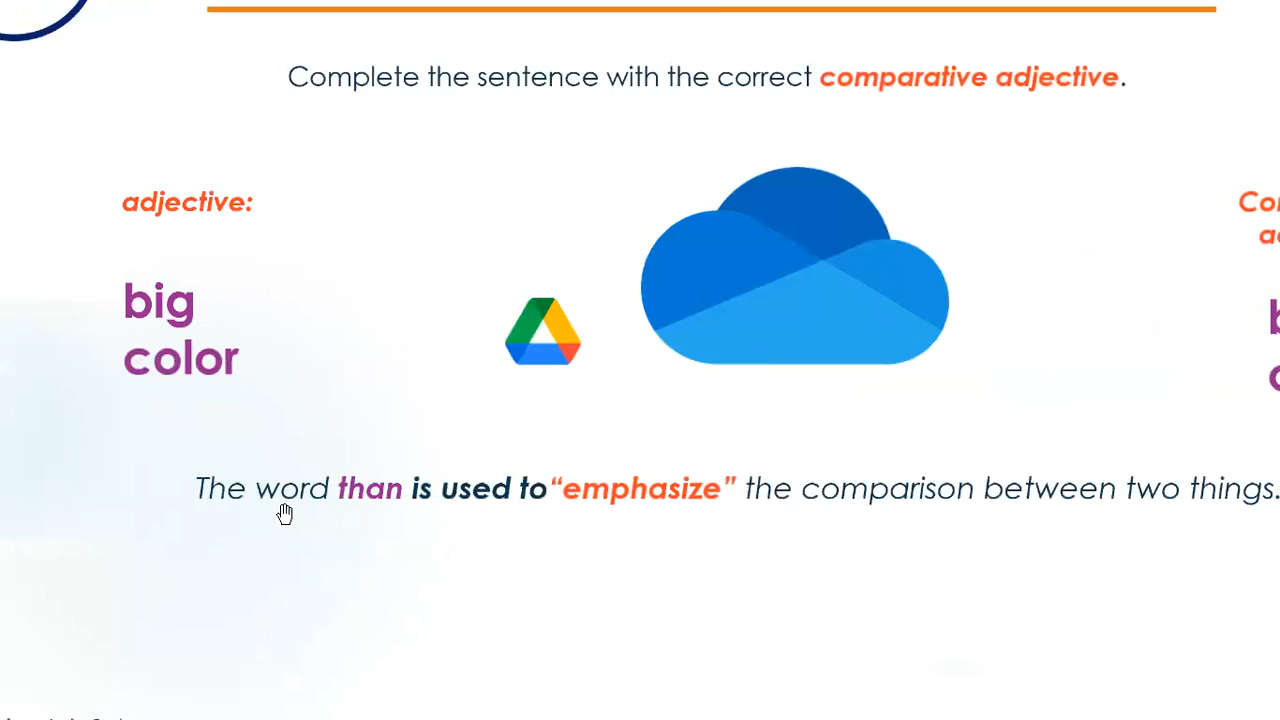 Complete the sentence with the correct comparative adjective.
adjective:
big
color
The word than is used to “emphasize” the comparison between two things.